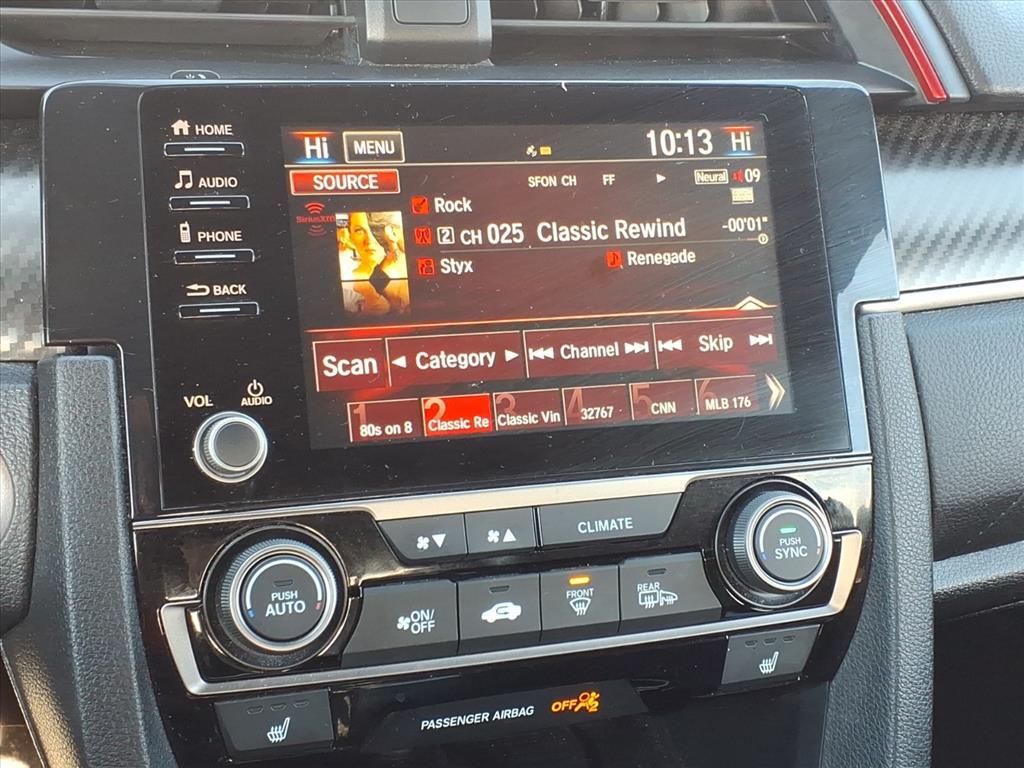 HOME
AUDIO
PHONE
BACK
VOL
AUDIO
Hi MENU 10:13 Hi
SOURCE SFON CH FF Neural 09
SiriusXM
Rock
2 CH 025 Classic Rewind -00'01"
Styx Renegade
Scan Category Channel Skip
1 80s on 8
2 Classic Re
3 Classic Vin
4 32767
5 CNN
6 MLB 176
CLIMATE
PUSH
AUTO
ON/
OFF
FRONT
REAR
PUSH
SYNC
PASSENGER AIRBAG OFF 2